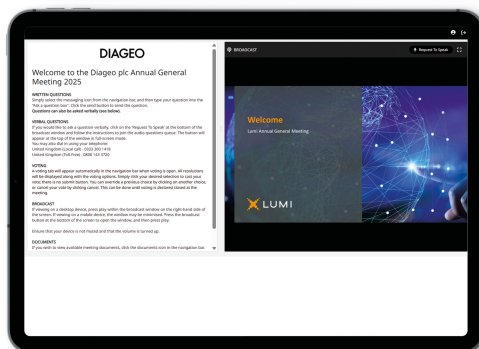 DIAGEO
Welcome to the Diageo plc Annual General
Meeting 2025
WRITTEN QUESTIONS
Simply select the messaging icon from the navigation bar, and then type your question into the
"Ask a question box". Click the send button to send the question.
Questions can also be asked verbally (see below).
VERBAL QUESTIONS
If you would like to ask a question verbally, click on the 'Request To Speak' at the bottom of the
broadcast window and follow the instructions to join the audio questions queue. The button will
appear at the top of the window in full screen mode.
You may also dial in using your telephone:
United Kingdom (Local call) - 0203 300 1418
United Kingdom (Toll Free) - 0808 143 3720
VOTING
A voting tab will appear automatically in the navigation bar when voting is open. All resolutions
will be displayed along with the voting options. Simply click your desired selection to cast your
vote; there is no submit button. You can override a previous choice by clicking on another choice,
or cancel your vote by clicking cancel. This can be done until voting is declared closed at the
meeting.
BROADCAST
If viewing on a desktop device, press play within the broadcast window on the right hand side of
the screen. If viewing on a mobile device, the window may be minimised. Press the broadcast
button at the bottom of the screen to open the window, and then press play.
Ensure that your device is not muted and that the volume is turned up.
DOCUMENTS
If you wish to view available meeting documents, click the documents icon in the navigation bar.
BROADCAST
Request To Speak
Welcome
Lumi Annual General Meeting
LUMI